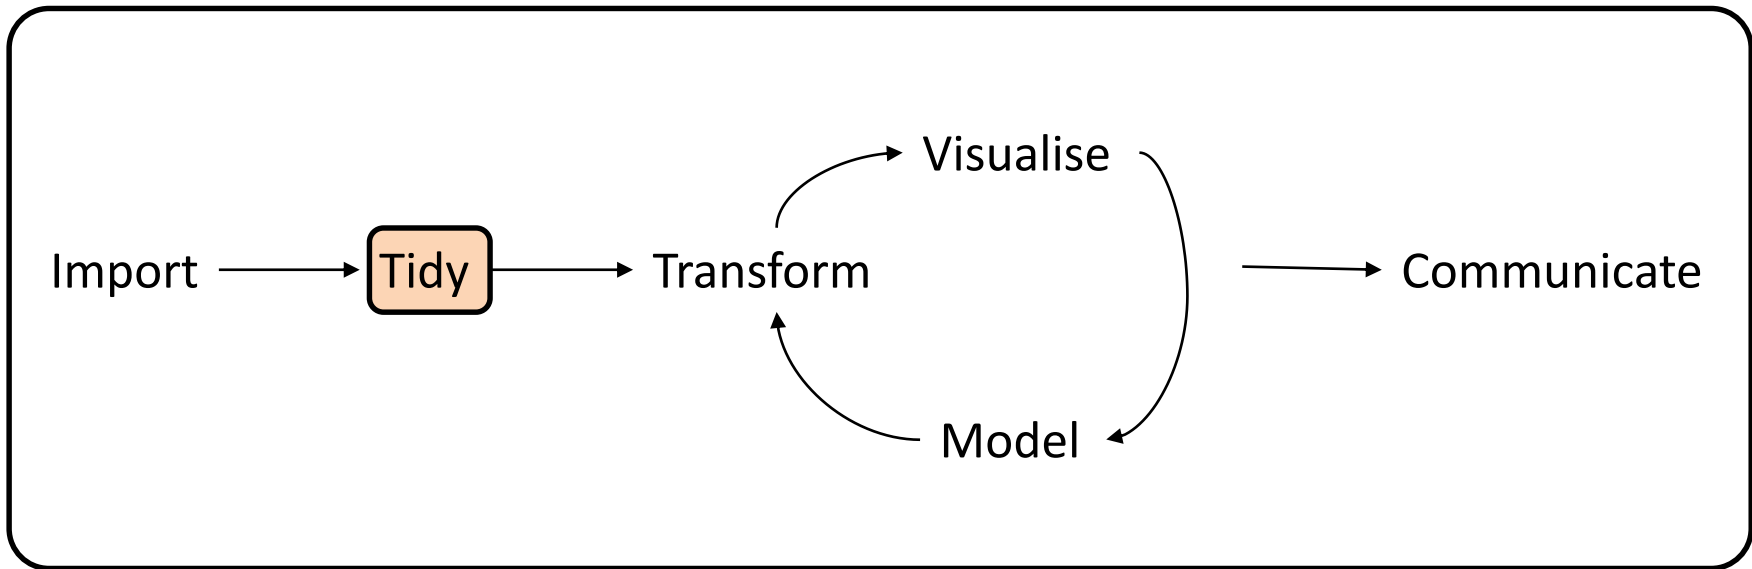 Import
Tidy
Transform
Visualise
Model
Communicate